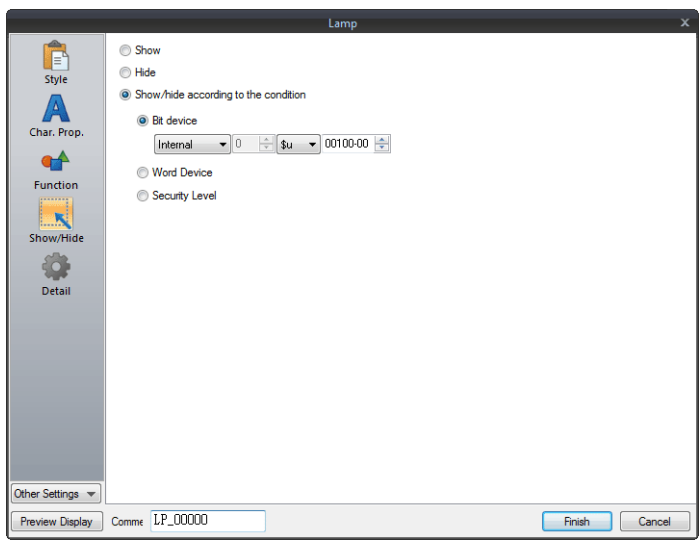 Lamp x
Style
Char. Prop.
Function
Show/Hide
Detail
Other Settings
Show
Hide
Show/hide according to the condition
Bit device
Internal 0 $u 00100-00
Word Device
Security Level
Preview Display Comme LP_00000 Finish Cancel